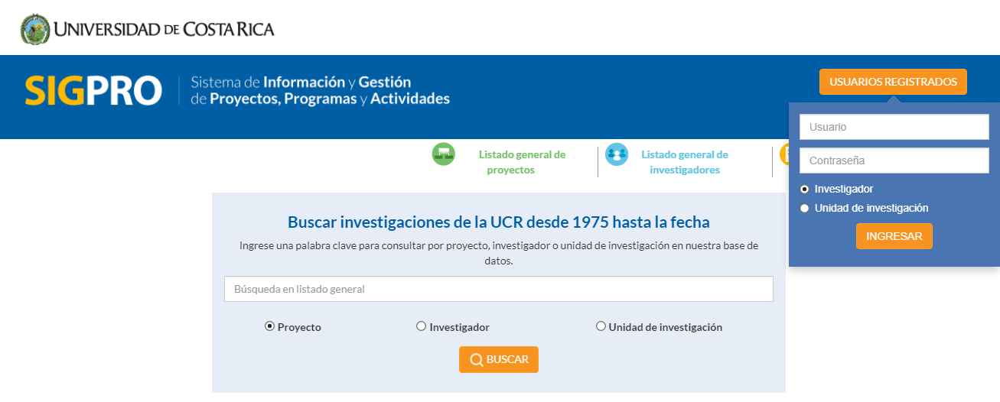 UNIVERSIDAD DE COSTA RICA
SIGPRO
Sistema de Información y Gestión
de Proyectos, Programas y Actividades
USUARIOS REGISTRADOS
Usuario
Contraseña
Investigador
Unidad de investigación
INGRESAR
Listado general de
proyectos
Listado general de
investigadores
Buscar investigaciones de la UCR desde 1975 hasta la fecha
Ingrese una palabra clave para consultar por proyecto, investigador o unidad de investigación en nuestra base de
datos.
Búsqueda en listado general
Proyecto Investigador Unidad de investigación
BUSCAR